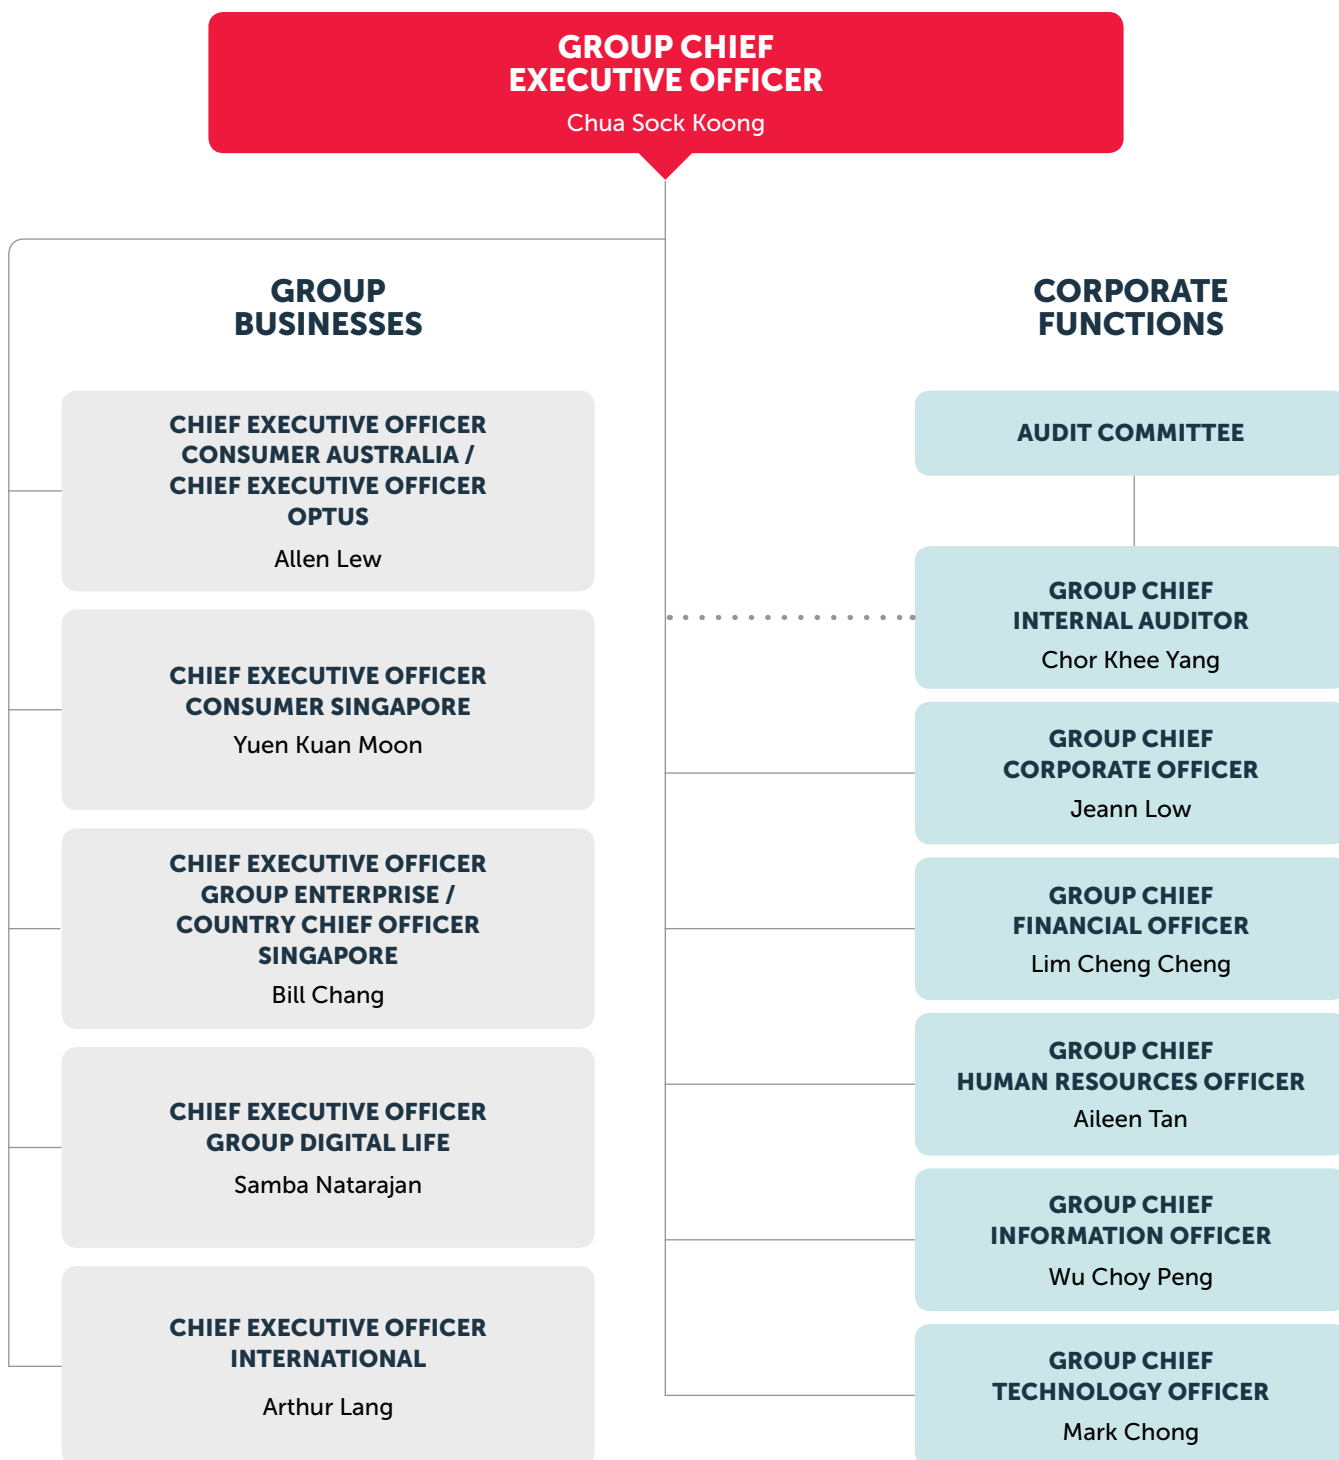 GROUP CHIEF
EXECUTIVE OFFICER
Chua Sock Koong
GROUP
BUSINESSES
CHIEF EXECUTIVE OFFICER
CONSUMER AUSTRALIA /
CHIEF EXECUTIVE OFFICER
OPTUS
Allen Lew
CHIEF EXECUTIVE OFFICER
CONSUMER SINGAPORE
Yuen Kuan Moon
CHIEF EXECUTIVE OFFICER
GROUP ENTERPRISE /
COUNTRY CHIEF OFFICER
SINGAPORE
Bill Chang
CHIEF EXECUTIVE OFFICER
GROUP DIGITAL LIFE
Samba Natarajan
CHIEF EXECUTIVE OFFICER
INTERNATIONAL
Arthur Lang
CORPORATE
FUNCTIONS
AUDIT COMMITTEE
GROUP CHIEF
INTERNAL AUDITOR
Chor Khee Yang
GROUP CHIEF
CORPORATE OFFICER
Jeann Low
GROUP CHIEF
FINANCIAL OFFICER
Lim Cheng Cheng
GROUP CHIEF
HUMAN RESOURCES OFFICER
Aileen Tan
GROUP CHIEF
INFORMATION OFFICER
Wu Choy Peng
GROUP CHIEF
TECHNOLOGY OFFICER
Mark Chong